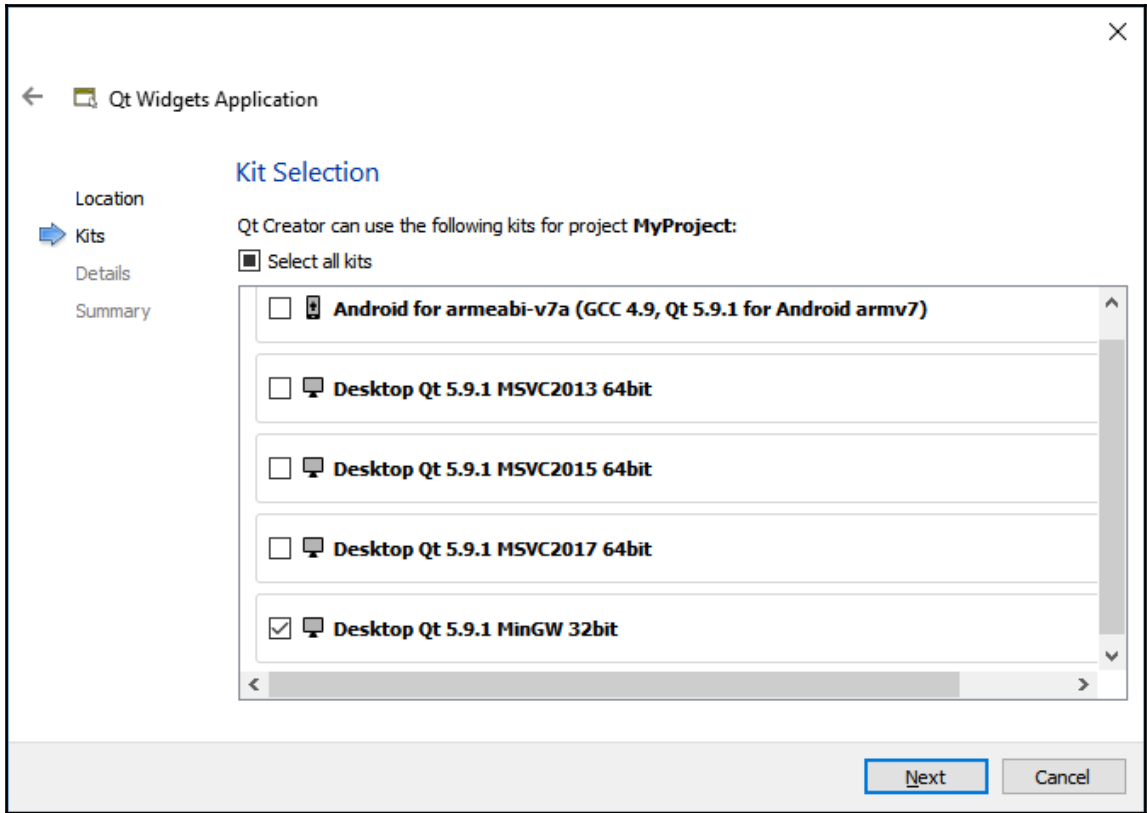 Qt Widgets Application
Kit Selection
Location
Kits
Details
Summary
Qt Creator can use the following kits for project MyProject:
Select all kits
Android for armeabi-v7a (GCC 4.9, Qt 5.9.1 for Android armv7)
Desktop Qt 5.9.1 MSVC2013 64bit
Desktop Qt 5.9.1 MSVC2015 64bit
Desktop Qt 5.9.1 MSVC2017 64bit
Desktop Qt 5.9.1 MinGW 32bit
Next
Cancel